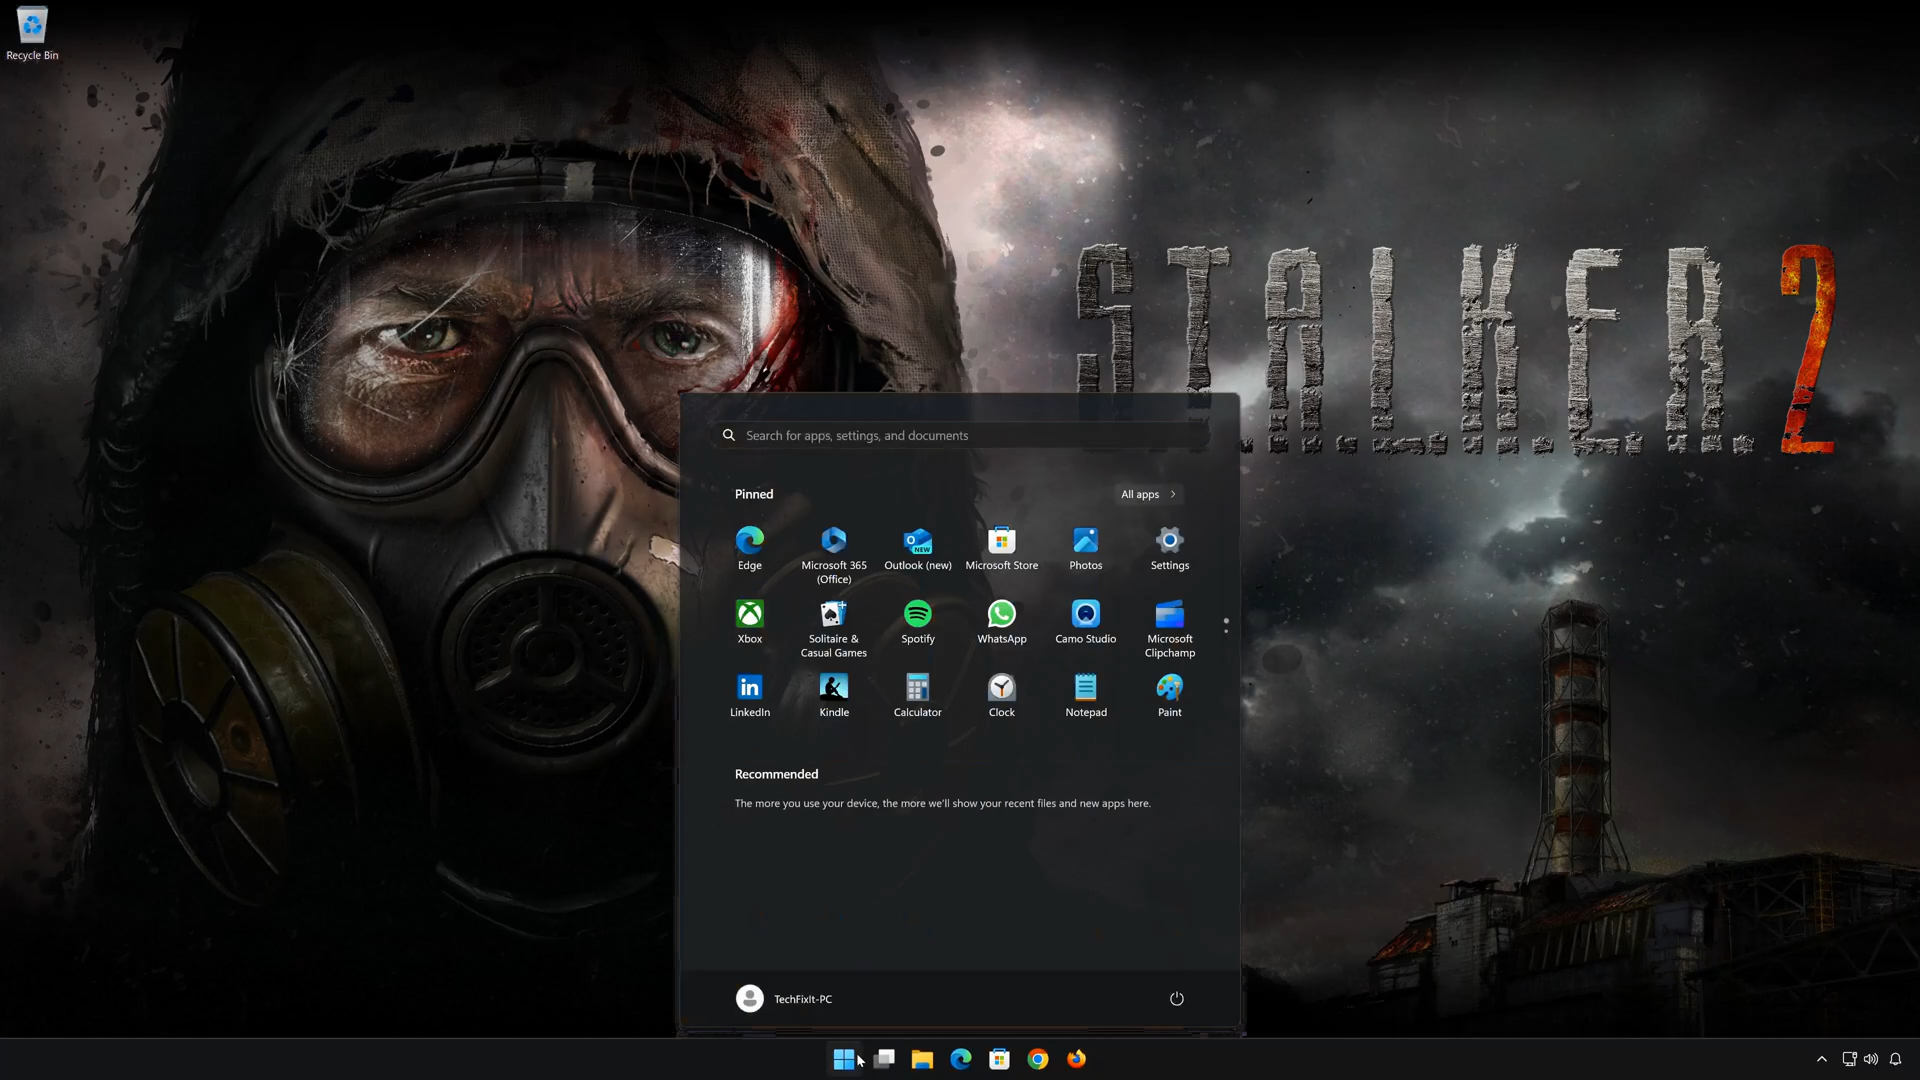 Recycle Bin
S.T.A.L.K.E.R. 2
Search for apps, settings, and documents
Pinned
All apps
Edge
Microsoft 365
(Office)
Outlook (new)
Microsoft Store
Photos
Settings
Xbox
Solitaire &
Casual Games
Spotify
WhatsApp
Camo Studio
Microsoft
Clipchamp
LinkedIn
Kindle
Calculator
Clock
Notepad
Paint
Recommended
The more you use your device, the more we'll show your recent files and new apps here.
TechFixIt-PC